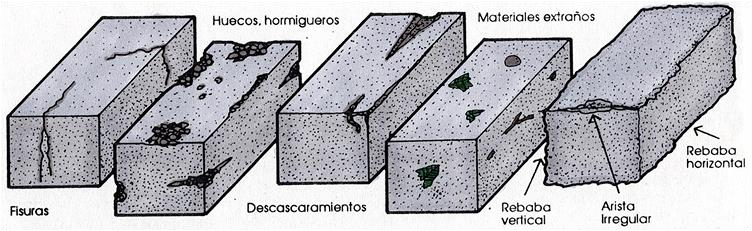 Huecos, hormigueros
Materiales extraños
Fisuras
Descascaramientos
Rebaba
vertical
Arista
Irregular
Rebaba
horizontal